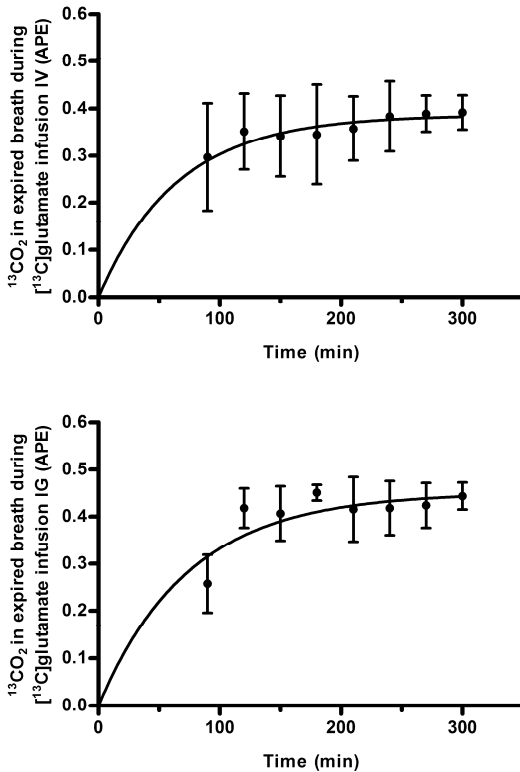 ¹³CO₂ in expired breath during
[¹³C]glutamate infusion IV (APE)
0.6
0.5
0.4
0.3
0.2
0.1
0.0
0 100 200 300
Time (min)
¹³CO₂ in expired breath during
[¹³C]glutamate infusion IG (APE)
0.6
0.5
0.4
0.3
0.2
0.1
0.0
0 100 200 300
Time (min)